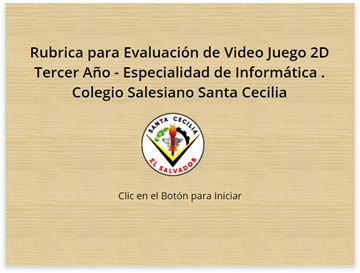 Rubrica para Evaluación de Video Juego 2D
Tercer Año - Especialidad de Informática .
Colegio Salesiano Santa Cecilia
SANTA CECILIA
EL SALVADOR
Clic en el Botón para Iniciar